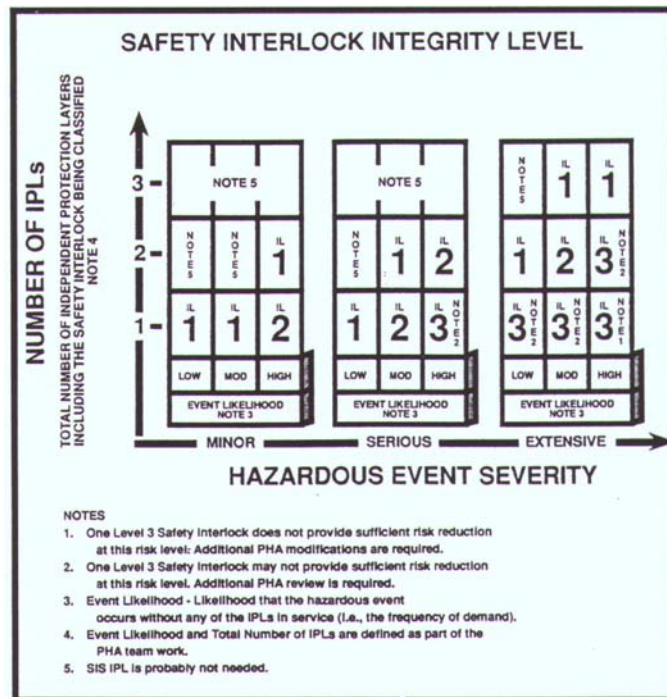 SAFETY INTERLOCK INTEGRITY LEVEL
NUMBER OF IPLs
TOTAL NUMBER OF INDEPENDENT PROTECTION LAYERS
INCLUDING THE SAFETY INTERLOCK BEING CLASSIFIED
NOTE 4
3
NOTE 5
NOTE 5
NOTE 5
IL 1
IL 1
2
NOTE 5
NOTE 5
IL 1
NOTE 5
IL 1
IL 2
IL 1
IL 2
IL 3 NOTE 2
1
IL 1
IL 1
IL 2
IL 1
IL 2
IL 3 NOTE 2
IL 3 NOTE 2
IL 3 NOTE 2
IL 3 NOTE 1
LOW MOD HIGH
LOW MOD HIGH
LOW MOD HIGH
EVENT LIKELIHOOD
NOTE 3
EVENT LIKELIHOOD
NOTE 3
EVENT LIKELIHOOD
NOTE 3
MINOR
SERIOUS
EXTENSIVE
HAZARDOUS EVENT SEVERITY
NOTES
1. One Level 3 Safety Interlock does not provide sufficient risk reduction
at this risk level. Additional PHA modifications are required.
2. One Level 3 Safety Interlock may not provide sufficient risk reduction
at this risk level. Additional PHA review is required.
3. Event Likelihood - Likelihood that the hazardous event
occurs without any of the IPLs in service (i.e., the frequency of demand).
4. Event Likelihood and Total Number of IPLs are defined as part of the
PHA team work.
5. SIS IPL is probably not needed.